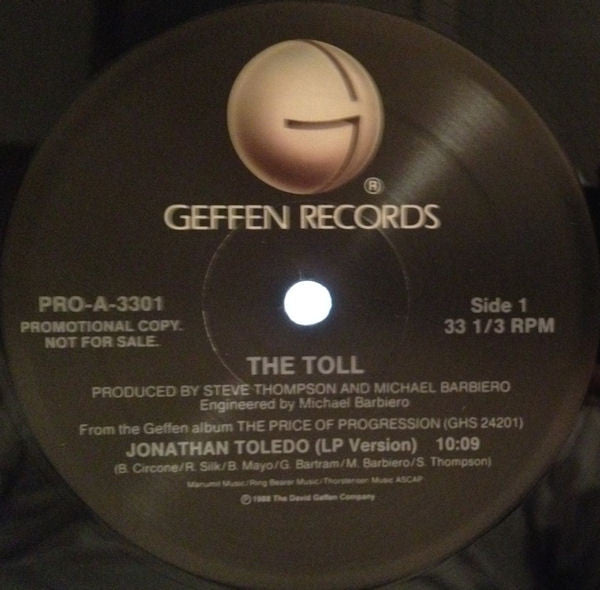 G
®
GEFFEN RECORDS
PRO-A-3301
PROMOTIONAL COPY.
NOT FOR SALE.
Side 1
33 1/3 RPM
THE TOLL
PRODUCED BY STEVE THOMPSON AND MICHAEL BARBIERO
Engineered by Michael Barbiero
From the Geffen album THE PRICE OF PROGRESSION (GHS 24201)
JONATHAN TOLEDO (LP Version) 10:09
(B. Circone/R. Silk/B. Mayo/G. Bartram/M. Barbiero/S. Thompson)
Manumit Music/Ring Bearer Music/Thorstenson Music ASCAP
℗©1988 The David Geffen Company